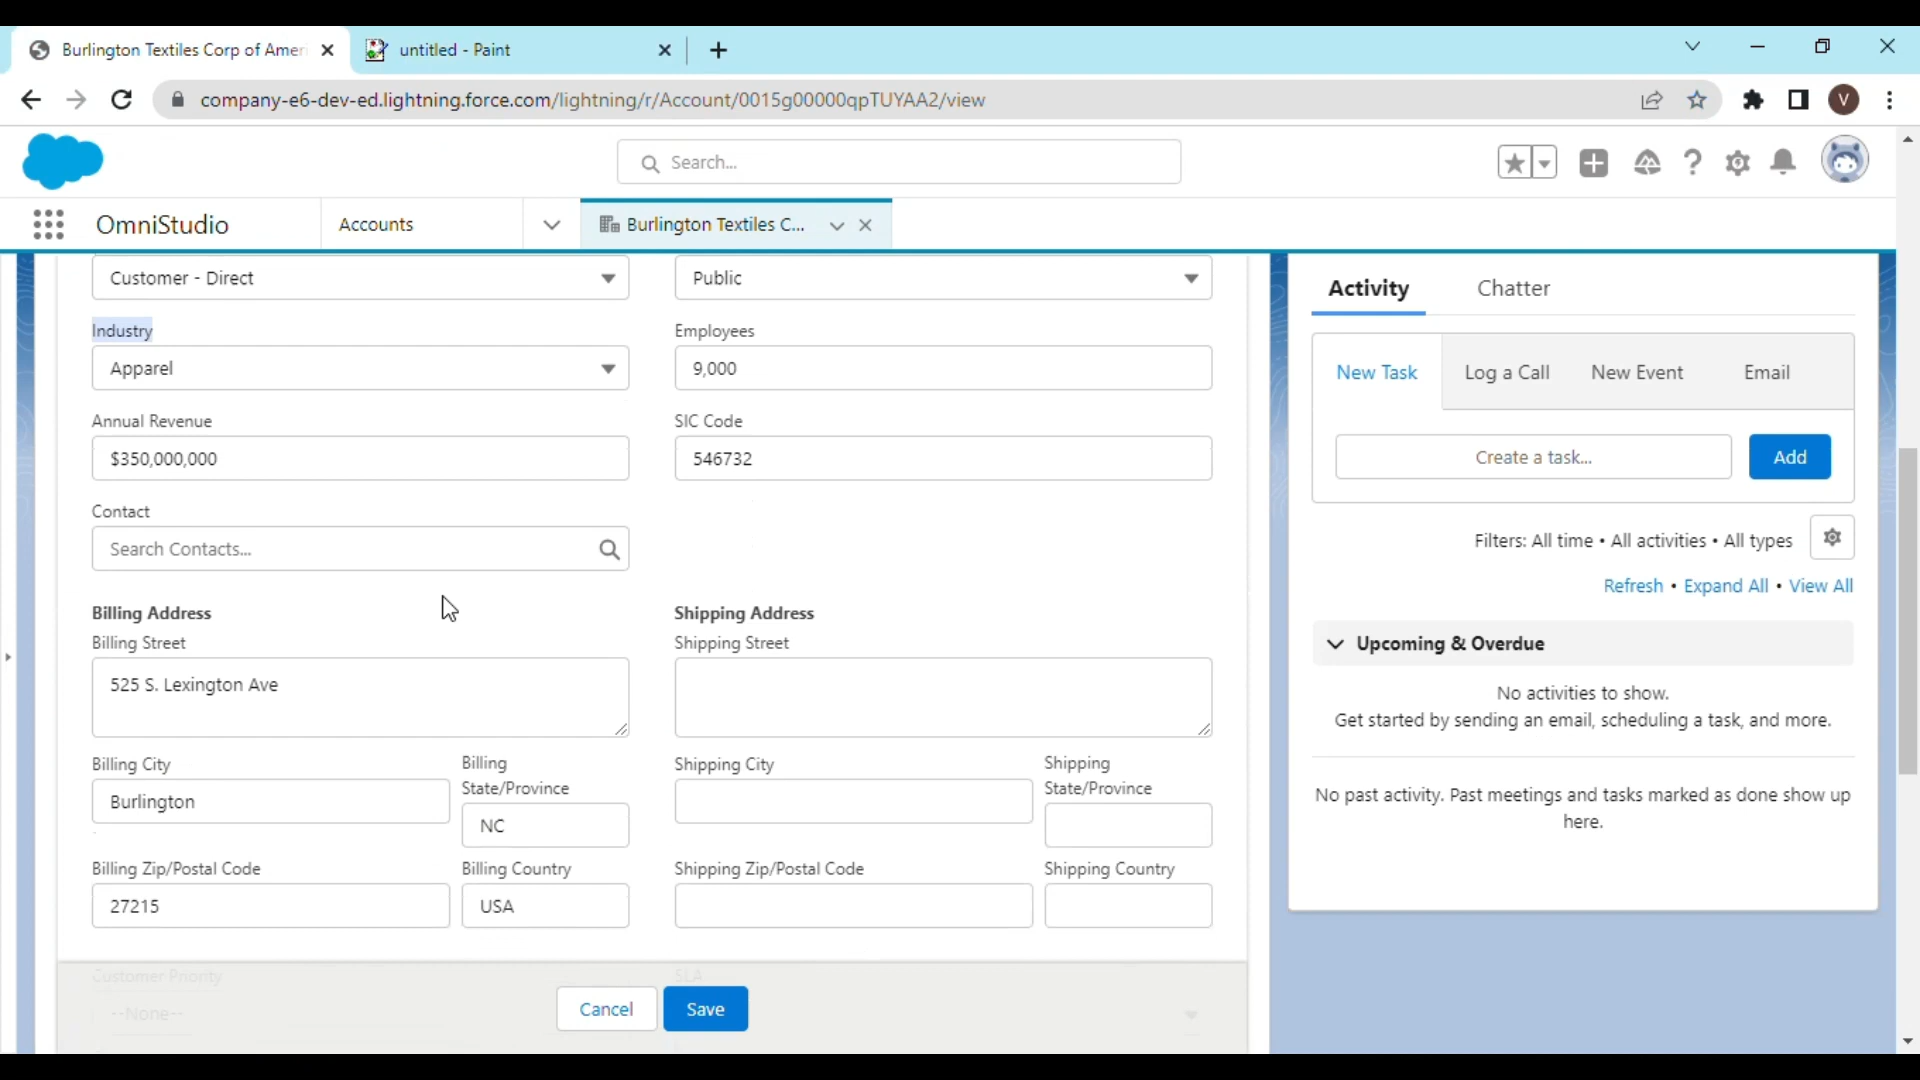 Burlington Textiles Corp of Amer
untitled - Paint
company-e6-dev-ed.lightning.force.com/lightning/r/Account/0015g00000qpTUYAA2/view
V
Search...
OmniStudio
Accounts
Burlington Textiles C...
Customer - Direct
Public
Industry
Employees
Apparel
9,000
Annual Revenue
SIC Code
$350,000,000
546732
Contact
Search Contacts...
Billing Address
Shipping Address
Billing Street
Shipping Street
525 S. Lexington Ave
Billing City
Billing State/Province
Shipping City
Shipping State/Province
Burlington
NC
Billing Zip/Postal Code
Billing Country
Shipping Zip/Postal Code
Shipping Country
27215
USA
Customer Priority
SLA
--None--
Cancel
Save
Activity
Chatter
New Task
Log a Call
New Event
Email
Create a task...
Add
Filters: All time • All activities • All types
Refresh • Expand All • View All
Upcoming & Overdue
No activities to show.
Get started by sending an email, scheduling a task, and more.
No past activity. Past meetings and tasks marked as done show up
here.